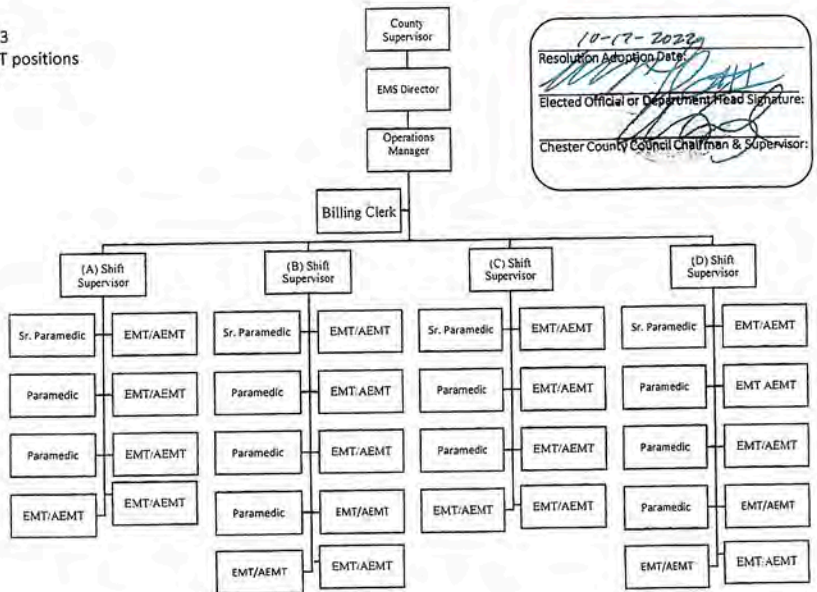 3
T positions
County
Supervisor
EMS Director
Operations
Manager
Billing Clerk
10-17-2022
Resolution Adoption Date:
Elected Official or Department Head Signature:
Chester County Council Chairman & Supervisor:
(A) Shift
Supervisor
Sr. Paramedic
EMT/AEMT
Paramedic
EMT/AEMT
Paramedic
EMT/AEMT
EMT/AEMT
EMT/AEMT
(B) Shift
Supervisor
Sr. Paramedic
EMT/AEMT
Paramedic
EMT/AEMT
Paramedic
EMT/AEMT
Paramedic
EMT/AEMT
EMT/AEMT
EMT/AEMT
(C) Shift
Supervisor
Sr. Paramedic
EMT/AEMT
Paramedic
EMT/AEMT
Paramedic
EMT/AEMT
EMT/AEMT
EMT/AEMT
(D) Shift
Supervisor
Sr. Paramedic
EMT/AEMT
Paramedic
EMT AEMT
Paramedic
EMT/AEMT
Paramedic
EMT/AEMT
EMT/AEMT
EMT/AEMT